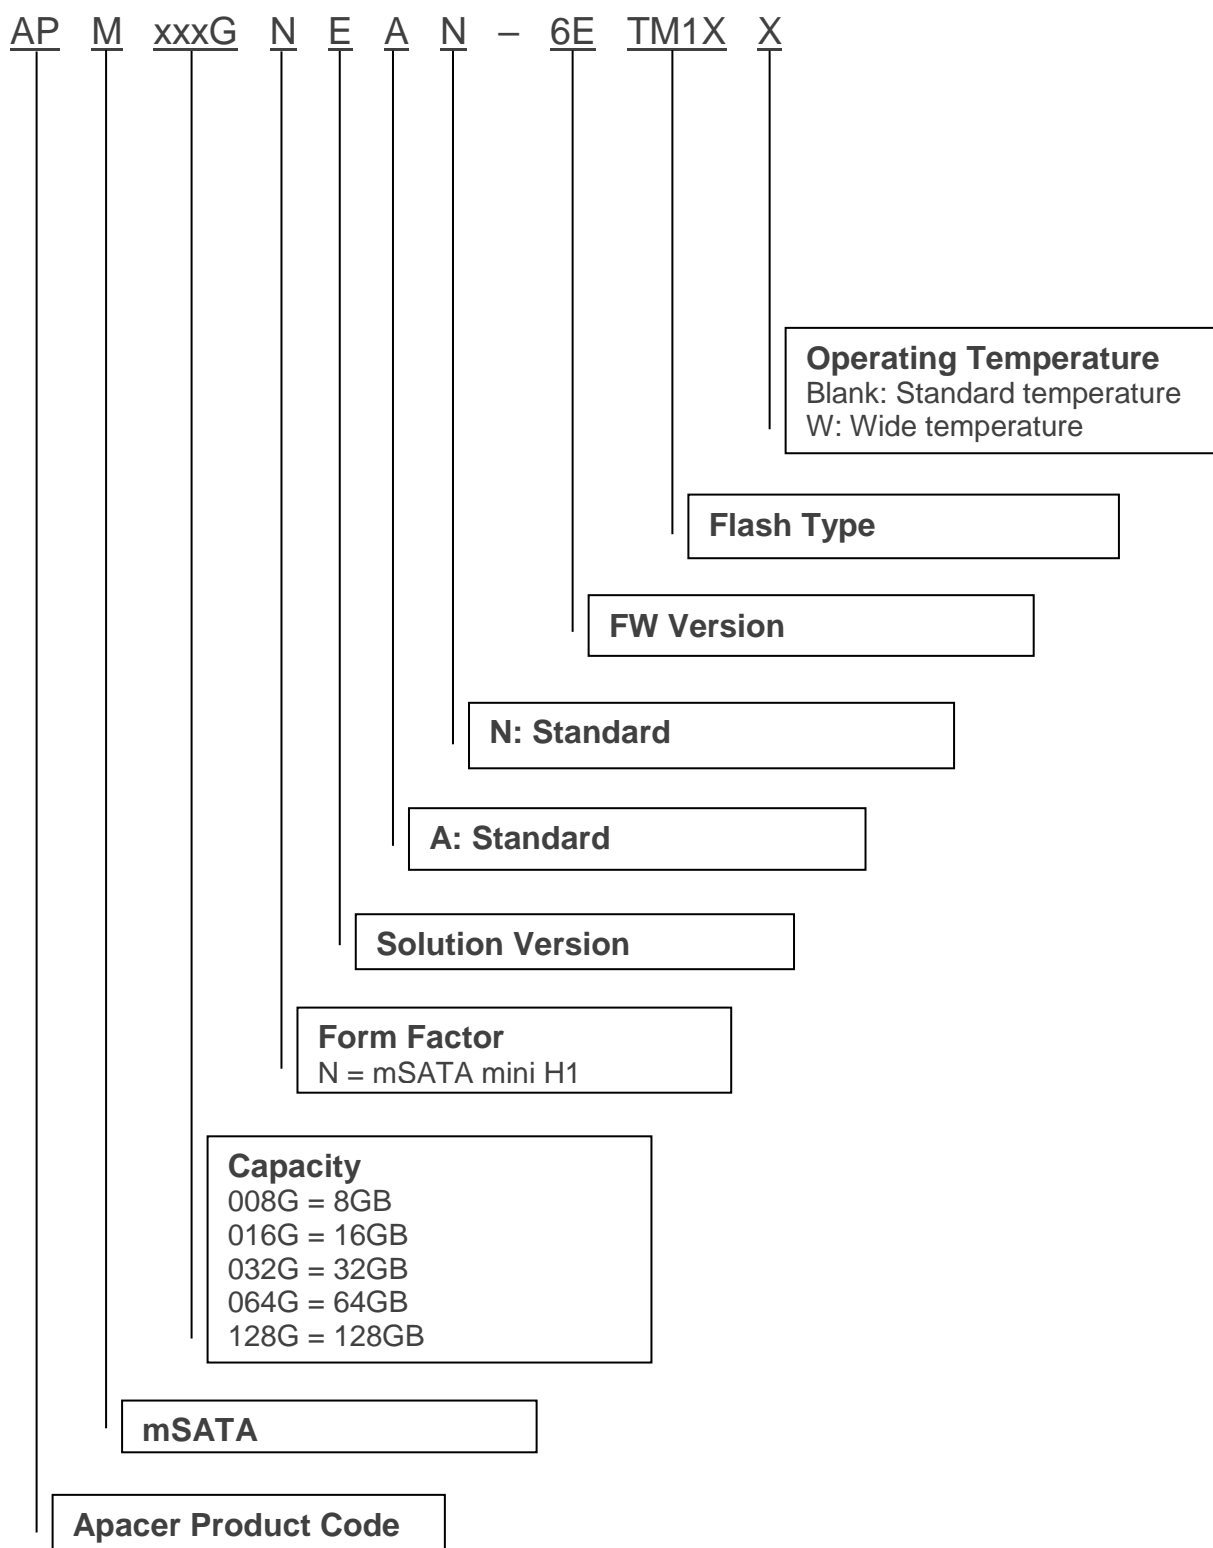 AP M xxxG N E A N – 6E TM1X X
Operating Temperature
Blank: Standard temperature
W: Wide temperature
Flash Type
FW Version
N: Standard
A: Standard
Solution Version
Form Factor
N = mSATA mini H1
Capacity
008G = 8GB
016G = 16GB
032G = 32GB
064G = 64GB
128G = 128GB
mSATA
Apacer Product Code